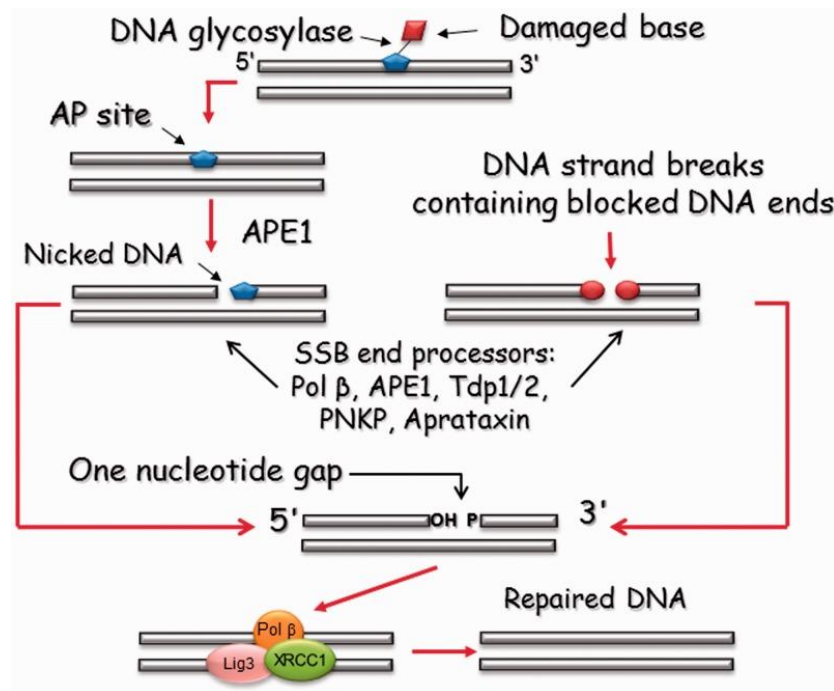 DNA glycosylase
Damaged base
5'
3'
AP site
DNA strand breaks
containing blocked DNA ends
APE1
Nicked DNA
SSB end processors:
Pol β, APE1, Tdp1/2,
PNKP, Aprataxin
One nucleotide gap
5'
OH P
3'
Repaired DNA
Pol β
Lig3
XRCC1